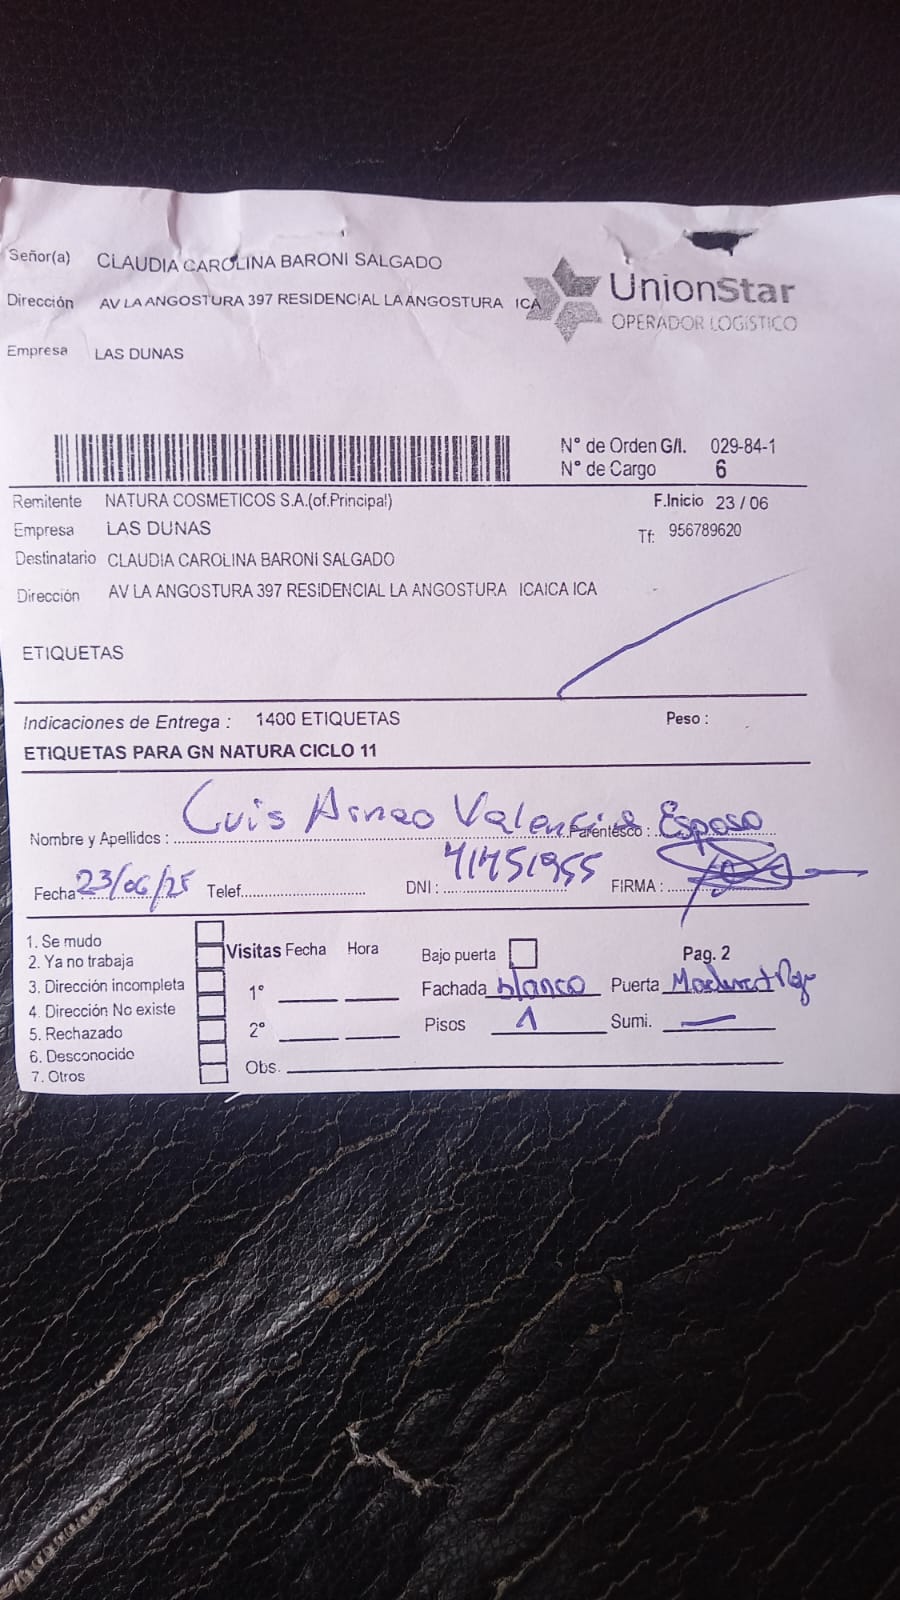 Señor(a) CLAUDIA CAROLINA BARONI SALGADO
Dirección AV LA ANGOSTURA 397 RESIDENCIAL LA ANGOSTURA ICA
UnionStar
OPERADOR LOGISTICO
Empresa LAS DUNAS
N° de Orden G/I. 029-84-1
N° de Cargo 6
Remitente NATURA COSMETICOS S.A.(of.Principal) F.Inicio 23 / 06
Empresa LAS DUNAS Tf: 956789620
Destinatario CLAUDIA CAROLINA BARONI SALGADO
Dirección AV LA ANGOSTURA 397 RESIDENCIAL LA ANGOSTURA ICAICA ICA
ETIQUETAS
Indicaciones de Entrega : 1400 ETIQUETAS Peso :
ETIQUETAS PARA GN NATURA CICLO 11
Nombre y Apellidos : Luis Valencia Parentesco : Esposo
Fecha : 23/06/25 Telef. DNI : 41451955 FIRMA :
1. Se mudo
2. Ya no trabaja
3. Dirección incompleta
4. Dirección No existe
5. Rechazado
6. Desconocido
7. Otros
Visitas Fecha Hora
1°
2°
Obs.
Bajo puerta Pag. 2
Fachada blanco Puerta
Pisos 1 Sumi. —